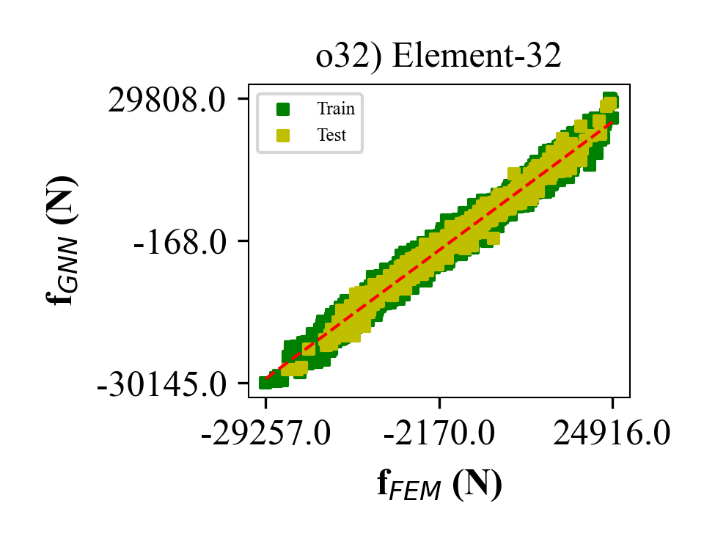 o32) Element-32
29808.0
-168.0
-30145.0
f_GNN (N)
Train
Test
-29257.0 -2170.0 24916.0
f_FEM (N)